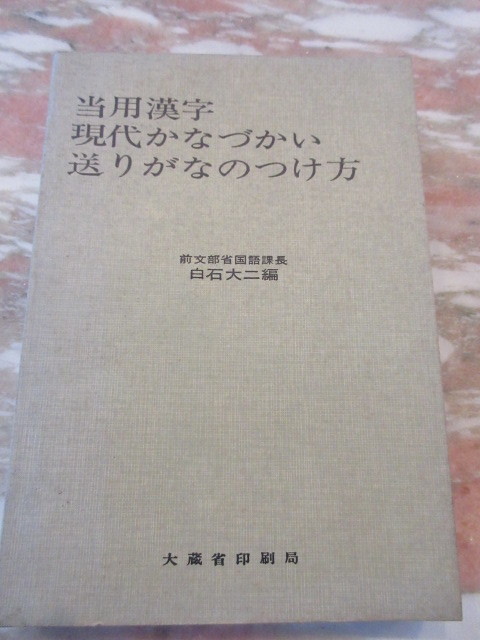 当用漢字
現代かなづかい
送りがなのつけ方
前文部省国語課長
白石大二編
大蔵省印刷局